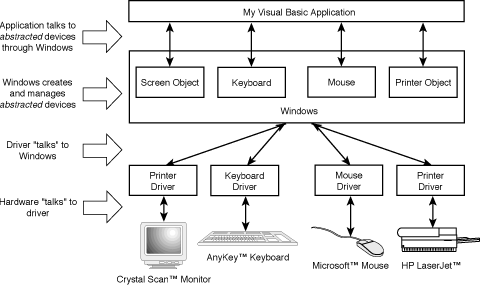 Application talks to
abstracted devices
through Windows
My Visual Basic Application
Windows creates
and manages
abstracted devices
Screen Object
Keyboard
Mouse
Printer Object
Windows
Driver "talks" to
Windows
Printer
Driver
Keyboard
Driver
Mouse
Driver
Printer
Driver
Hardware "talks" to
driver
Crystal Scan™ Monitor
AnyKey™ Keyboard
Microsoft™ Mouse
HP LaserJet™